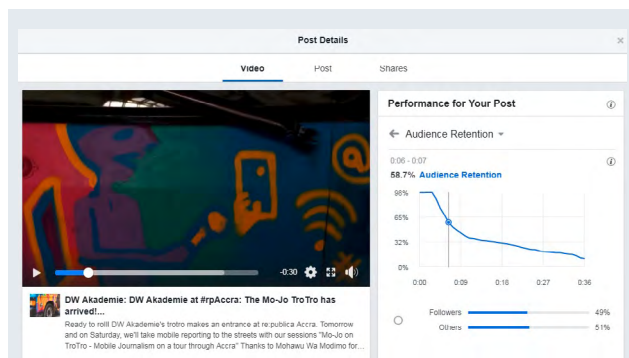 Post Details
Video Post Shares
Performance for Your Post
Audience Retention
0:06 - 0:07
58.7% Audience Retention
98%
65%
32%
0%
0:00 0:09 0:18 0:27 0:36
-0:30
DW Akademie: DW Akademie at #rpAccra: The Mo-Jo TroTro has
arrived!...
Ready to roll! DW Akademie's trotro makes an entrance at re:publica Accra. Tomorrow
and on Saturday, we'll take mobile reporting to the streets with our sessions "Mo-Jo on
TroTro - Mobile Journalism on a tour through Accra" Thanks to Mohawu Wa Modimo for...
Followers 49%
Others 51%